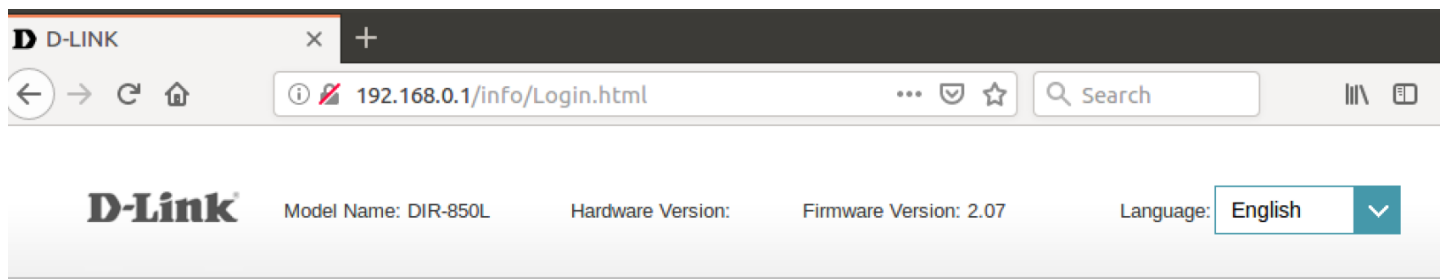 D-LINK
192.168.0.1/info/Login.html
Search
D-Link Model Name: DIR-850L Hardware Version: Firmware Version: 2.07 Language: English